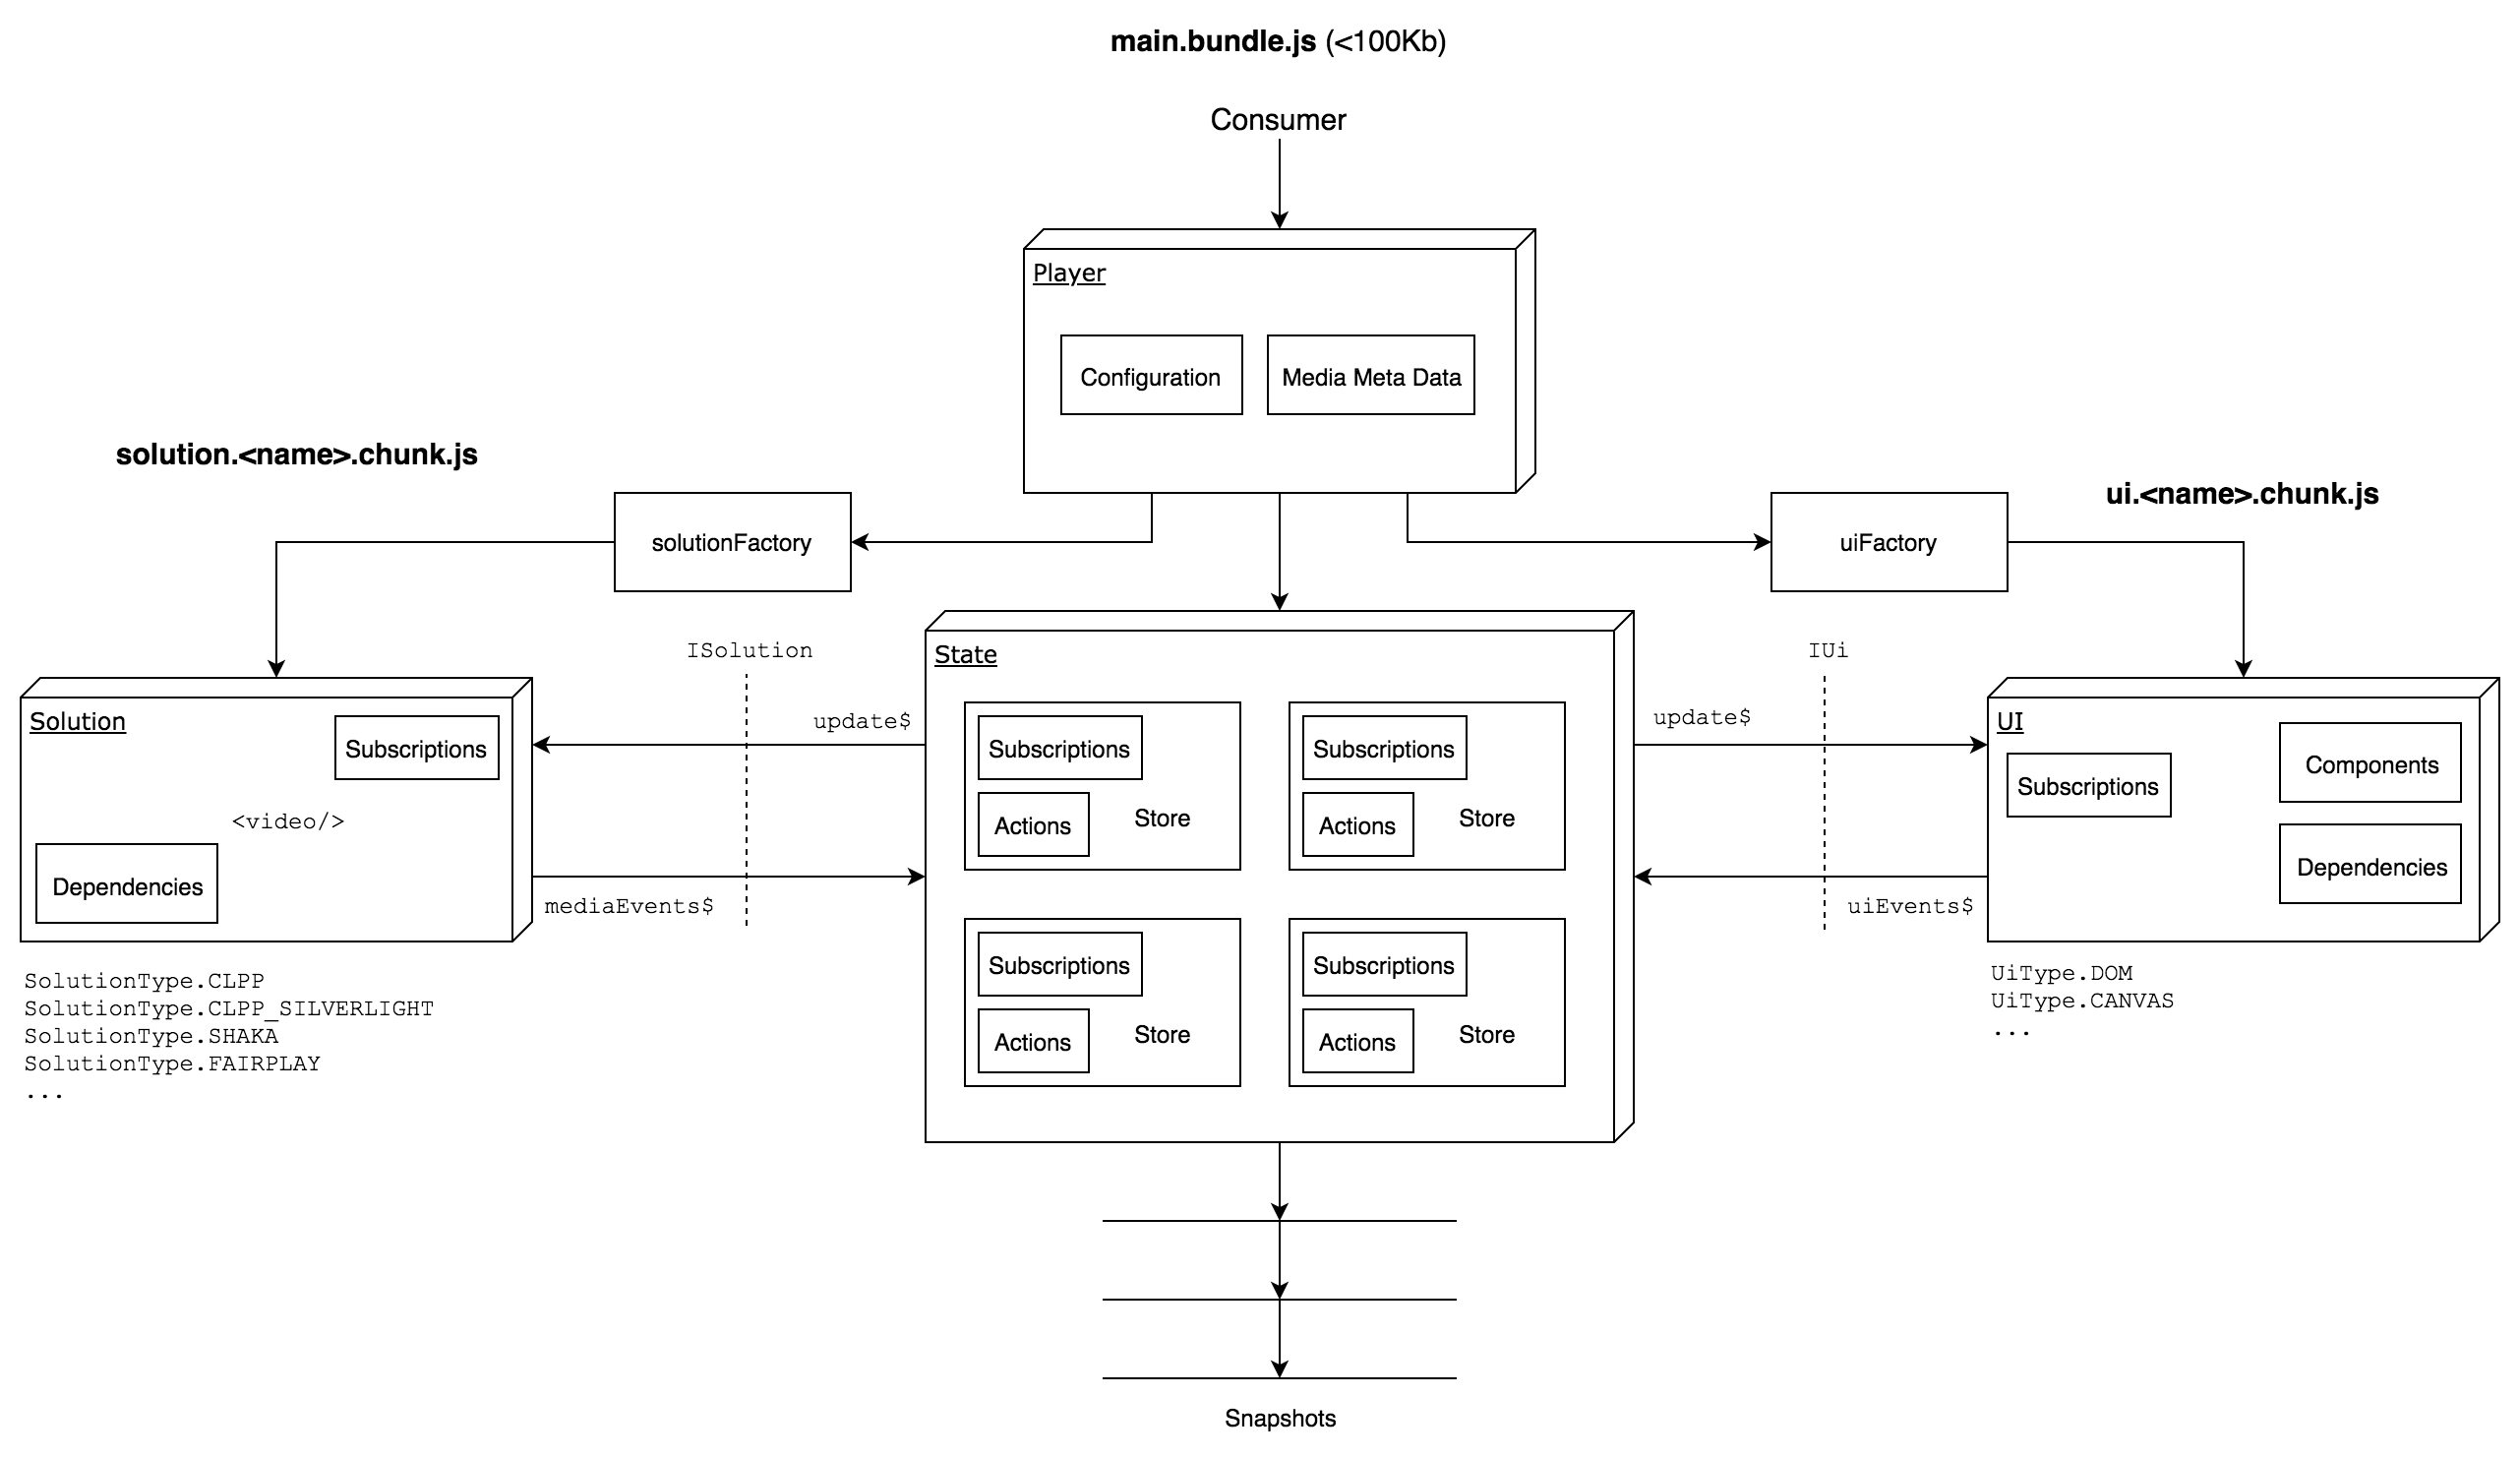 main.bundle.js (<100Kb)
Consumer
Player
Configuration
Media Meta Data
solution.<name>.chunk.js
ui.<name>.chunk.js
solutionFactory
uiFactory
ISolution
IUi
State
Solution
Subscriptions
<video/>
Dependencies
update$
mediaEvents$
Subscriptions
Actions
Store
Subscriptions
Actions
Store
Subscriptions
Actions
Store
Subscriptions
Actions
Store
update$
uiEvents$
UI
Subscriptions
Components
Dependencies
SolutionType.CLPP
SolutionType.CLPP_SILVERLIGHT
SolutionType.SHAKA
SolutionType.FAIRPLAY
...
UiType.DOM
UiType.CANVAS
...
Snapshots